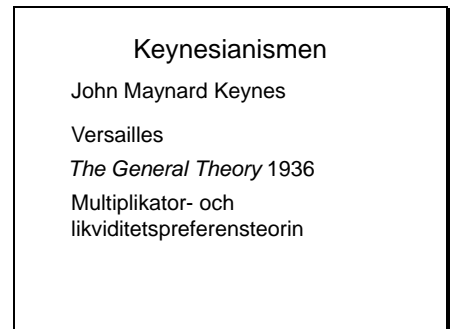 Keynesianismen
John Maynard Keynes
Versailles
The General Theory 1936
Multiplikator- och
likviditetspreferensteorin